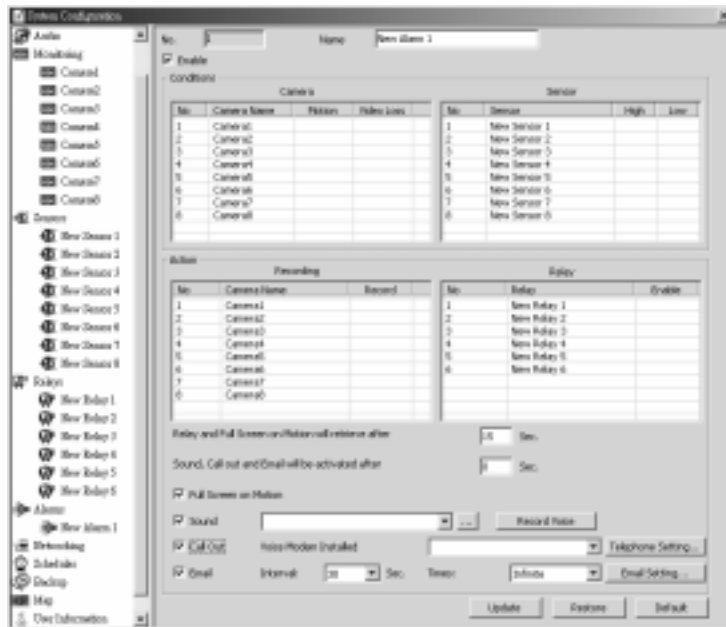 System Configuration
Audio
Monitoring
Camera1
Camera2
Camera3
Camera4
Camera5
Camera6
Camera7
Camera8
Sensors
New Sensor 1
New Sensor 2
New Sensor 3
New Sensor 4
New Sensor 5
New Sensor 6
New Sensor 7
New Sensor 8
Relays
New Relay 1
New Relay 2
New Relay 3
New Relay 4
New Relay 5
New Relay 6
Alarms
New Alarm 1
Networking
Schedules
Backup
Map
User Information
No. 1 Name New Alarm 1
Enable
Conditions
Camera
No Camera Name Motion Video Loss
1 Camera1
2 Camera2
3 Camera3
4 Camera4
5 Camera5
6 Camera6
7 Camera7
8 Camera8
Sensor
No Sensor High Low
1 New Sensor 1
2 New Sensor 2
3 New Sensor 3
4 New Sensor 4
5 New Sensor 5
6 New Sensor 6
7 New Sensor 7
8 New Sensor 8
Action
Recording
No Camera Name Record
1 Camera1
2 Camera2
3 Camera3
4 Camera4
5 Camera5
6 Camera6
7 Camera7
8 Camera8
Relay
No Relay Enable
1 New Relay 1
2 New Relay 2
3 New Relay 3
4 New Relay 4
5 New Relay 5
6 New Relay 6
Relay and Full Screen on Motion will retrieve after 15 Sec.
Sound, Call out and Email will be activated after Sec.
Full Screen on Motion
Sound ... Record Voice
Call Out Voice Modem Installed Telephone Setting...
Email Interval: 30 Sec. Times: Infinite Email Setting...
Update Restore Default